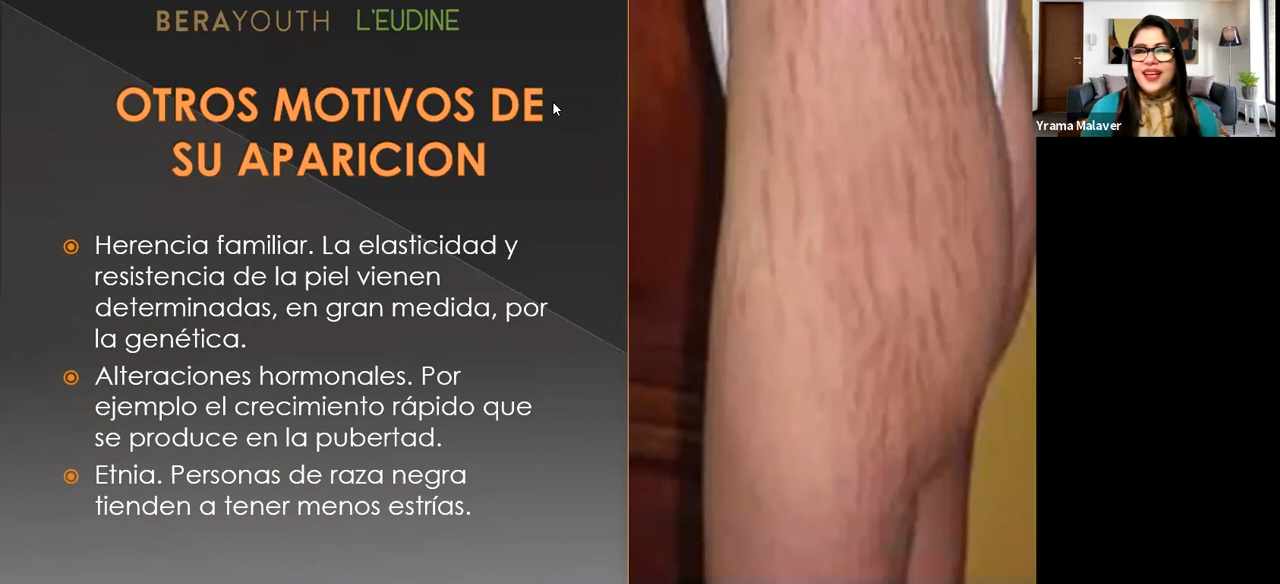 BERAYOUTH L'EUDINE
OTROS MOTIVOS DE
SU APARICION
Herencia familiar. La elasticidad y
resistencia de la piel vienen
determinadas, en gran medida, por
la genética.
Alteraciones hormonales. Por
ejemplo el crecimiento rápido que
se produce en la pubertad.
Etnia. Personas de raza negra
tienden a tener menos estrías.
Yrama Malaver